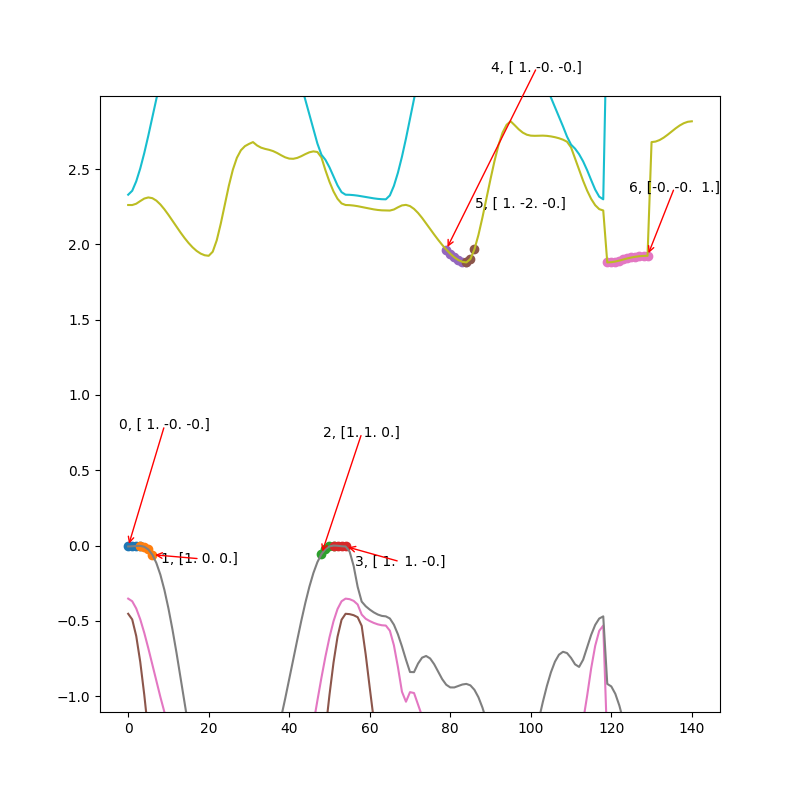 4, [ 1. -0. -0.]
2.5
6, [-0. -0.  1.]
5, [ 1. -2. -0.]
2.0
1.5
1.0
0, [ 1. -0. -0.]
2, [1. 1. 0.]
0.5
0.0
1, [1. 0. 0.]
3, [ 1.  1. -0.]
−0.5
−1.0
0 20 40 60 80 100 120 140